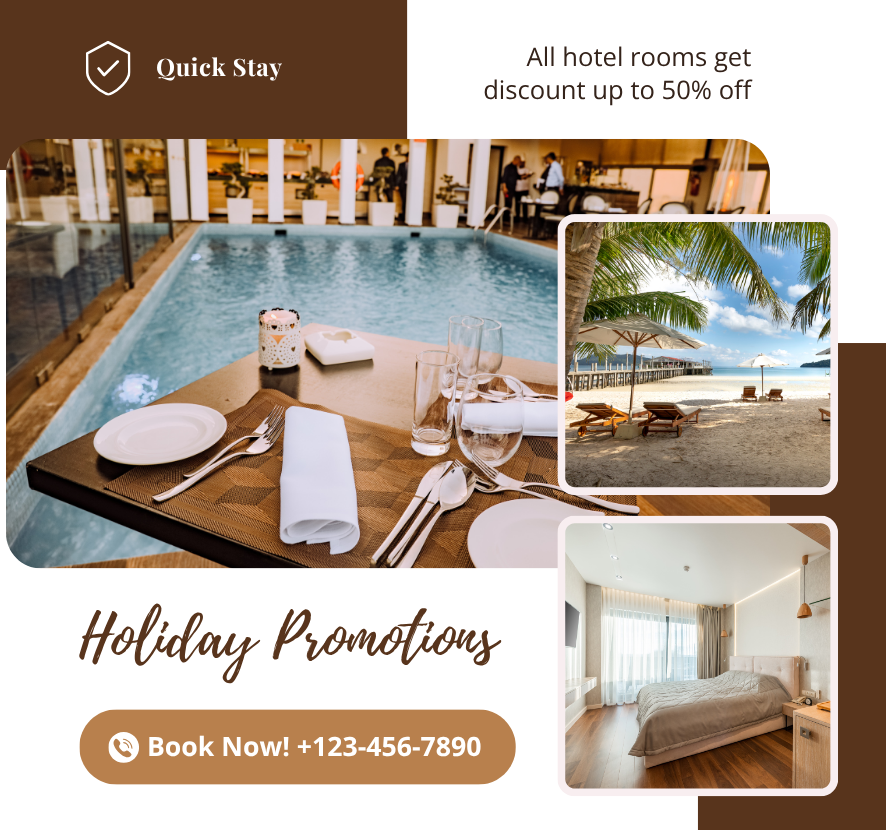 Quick Stay
All hotel rooms get
discount up to 50% off
Holiday Promotions
Book Now! +123-456-7890